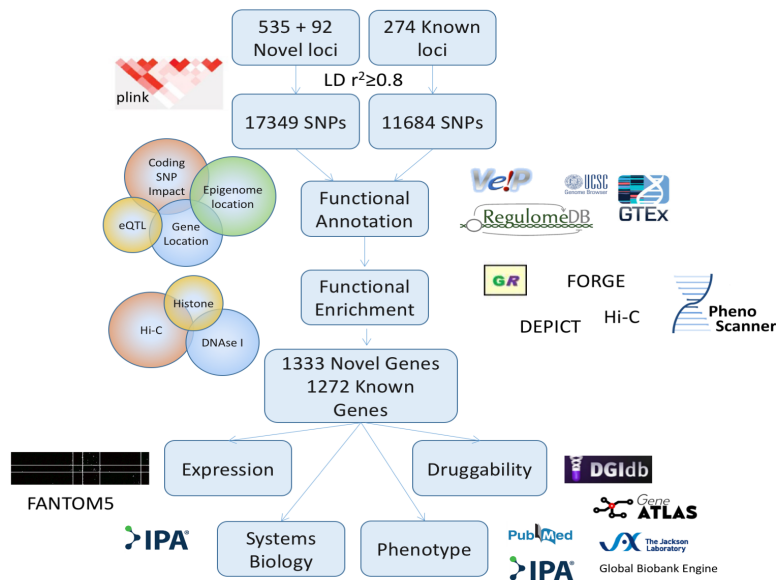 535 + 92
Novel loci
274 Known
loci
plink
LD r²≥0.8
17349 SNPs
11684 SNPs
Coding
SNP
Impact
Epigenome
location
eQTL
Gene
Location
Functional
Annotation
Ve!P
UCSC
Genome Browser
GTEx
RegulomeDB
Functional
Enrichment
GR
FORGE
DEPICT
Hi-C
Pheno
Scanner
Histone
Hi-C
DNAse I
1333 Novel Genes
1272 Known
Genes
Expression
Druggability
DGIdb
FANTOM5
Gene
ATLAS
IPA®
Systems
Biology
Phenotype
PubMed
IPA®
JAX
The Jackson
Laboratory
Global Biobank Engine